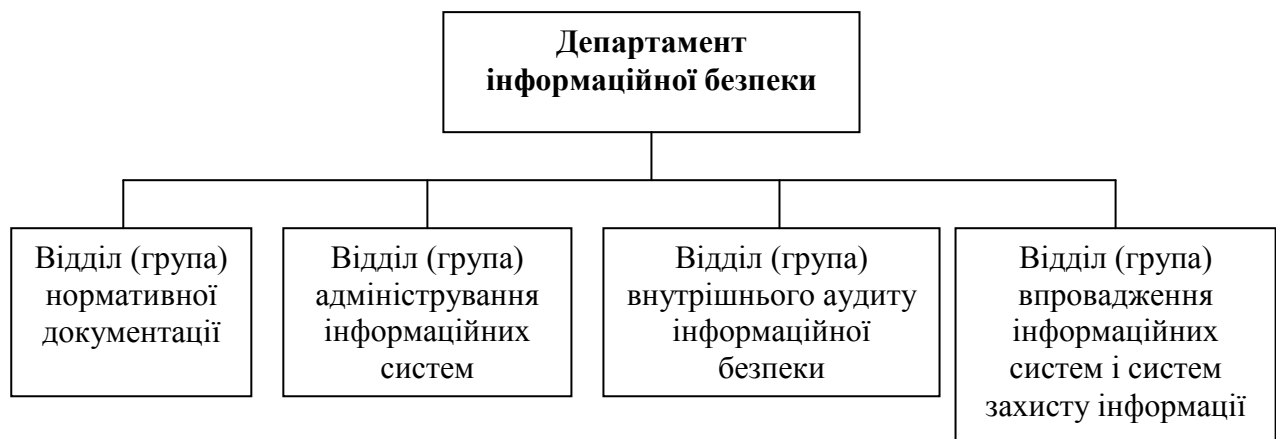 Департамент
інформаційної безпеки
Відділ (група)
нормативної
документації
Відділ (група)
адміністрування
інформаційних
систем
Відділ (група)
внутрішнього аудиту
інформаційної
безпеки
Відділ (група)
впровадження
інформаційних
систем і систем
захисту інформації